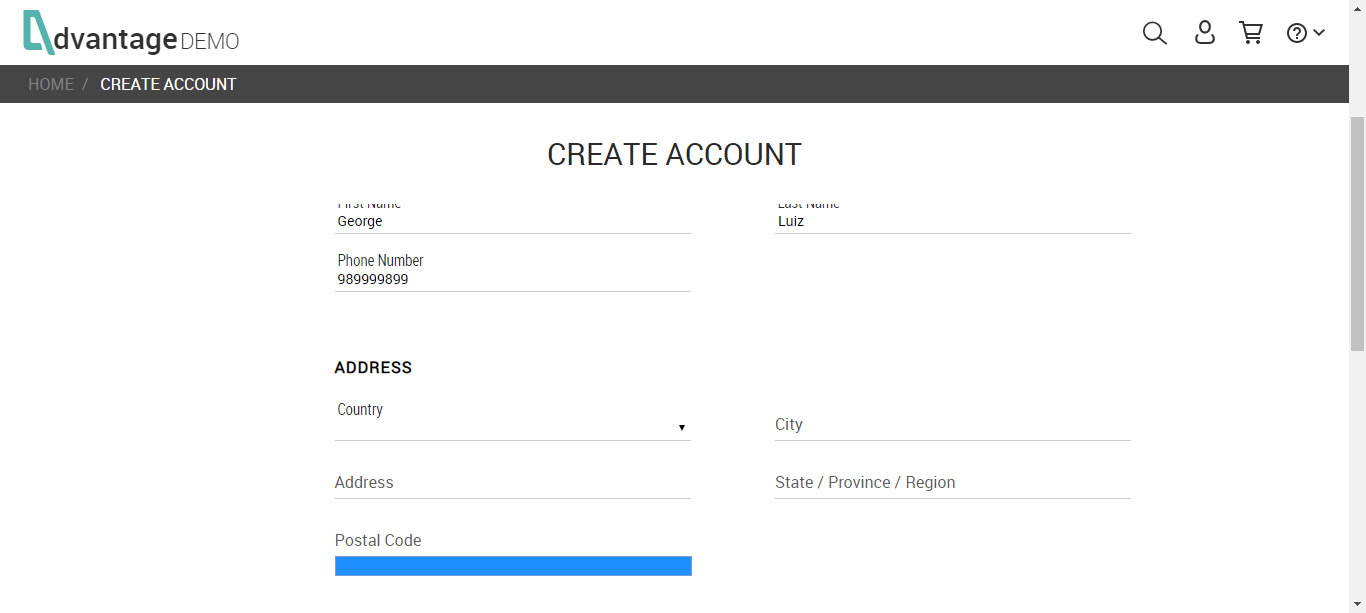 dvantage DEMO
HOME / CREATE ACCOUNT
CREATE ACCOUNT
First Name Last Name
George Luiz
Phone Number
989999899
ADDRESS
Country
City
Address State / Province / Region
Postal Code